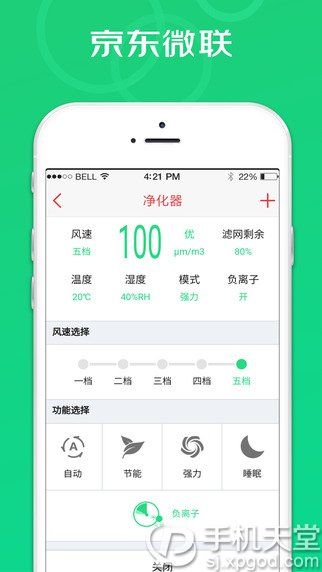 京东微联
BELL 4:21 PM 22%
净化器
风速 100 优 滤网剩余
五档 μm/m3 80%
温度 湿度 模式 负离子
20℃ 40%RH 强力 开
风速选择
一档 二档 三档 四档 五档
功能选择
A
自动 节能 强力 睡眠
负离子
关闭
手机天堂
sj.xpgod.com